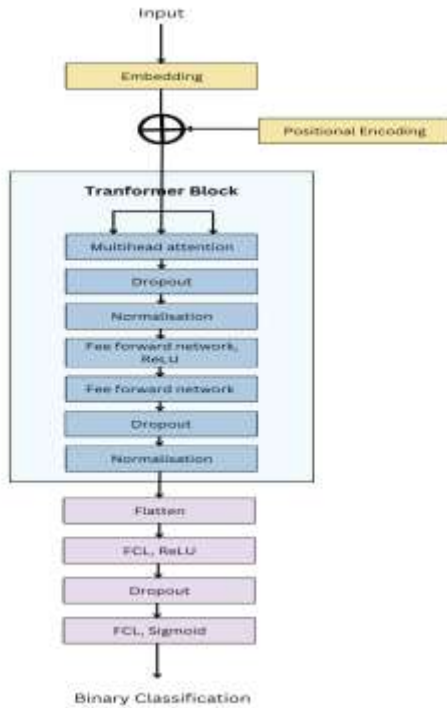 Input
Embedding
Positional Encoding
Tranformer Block
Multihead attention
Dropout
Normalisation
Fee forward network,
ReLU
Fee forward network
Dropout
Normalisation
Flatten
FCL, ReLU
Dropout
FCL, Sigmoid
Binary Classification